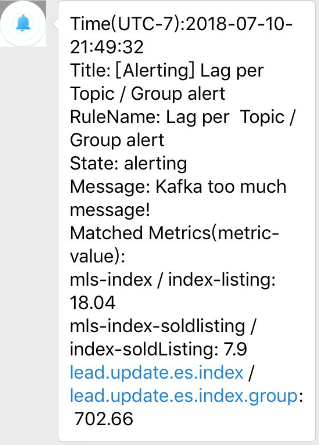 Time(UTC-7):2018-07-10-
21:49:32
Title: [Alerting] Lag per
Topic / Group alert
RuleName: Lag per  Topic /
Group alert
State: alerting
Message: Kafka too much
message!
Matched Metrics(metric-
value):
mls-index / index-listing:
18.04
mls-index-soldlisting /
index-soldListing: 7.9
lead.update.es.index /
lead.update.es.index.group:
702.66